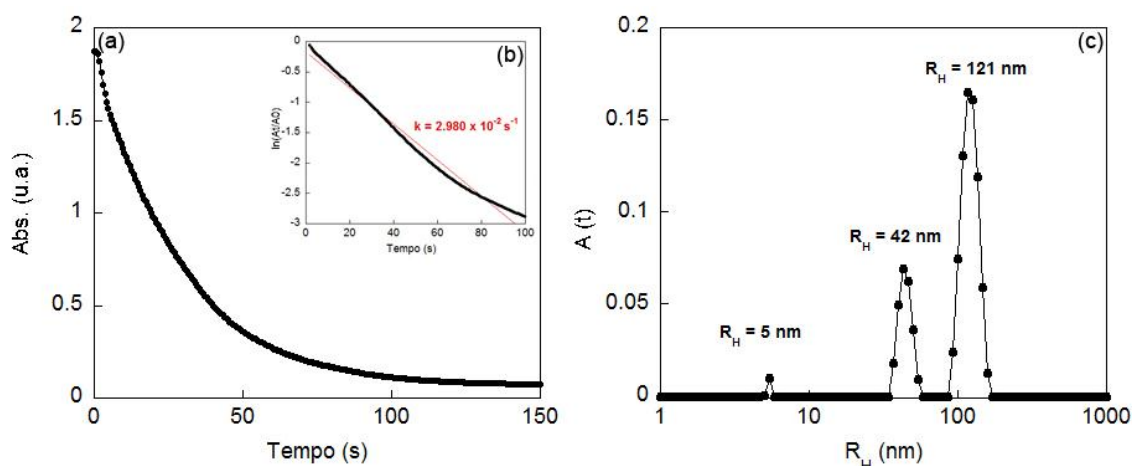 (a)
2
1.5
1
0.5
0
Abs. (u.a.)
0 50 100 150
Tempo (s)
(b)
0
-0.5
-1
-1.5
-2
-2.5
-3
ln(At/A0)
k = 2.980 x 10⁻² s⁻¹
0 20 40 60 80 100
Tempo (s)
(c)
0.2
0.15
0.1
0.05
0
A (t)
R_H = 121 nm
R_H = 42 nm
R_H = 5 nm
1 10 100 1000
R_H (nm)